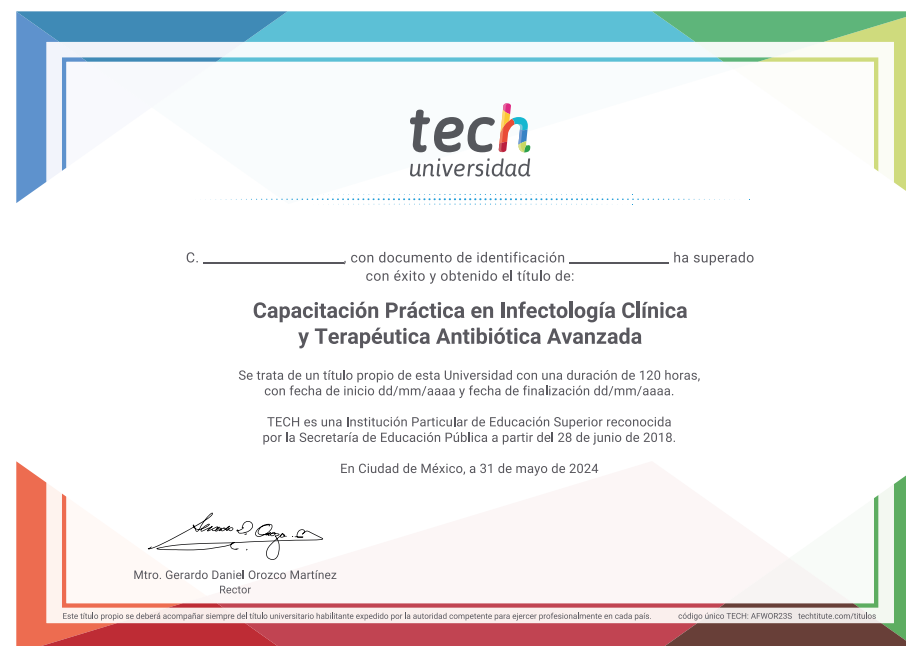 tech
universidad
C. ____________________, con documento de identificación ______________ ha superado
con éxito y obtenido el título de:
Capacitación Práctica en Infectología Clínica
y Terapéutica Antibiótica Avanzada
Se trata de un título propio de esta Universidad con una duración de 120 horas,
con fecha de inicio dd/mm/aaaa y fecha de finalización dd/mm/aaaa.
TECH es una Institución Particular de Educación Superior reconocida
por la Secretaría de Educación Pública a partir del 28 de junio de 2018.
En Ciudad de México, a 31 de mayo de 2024
Mtro. Gerardo Daniel Orozco Martínez
Rector
Este título propio se deberá acompañar siempre del título universitario habilitante expedido por la autoridad competente para ejercer profesionalmente en cada país. código único TECH: AFWOR23S techtitute.com/titulos